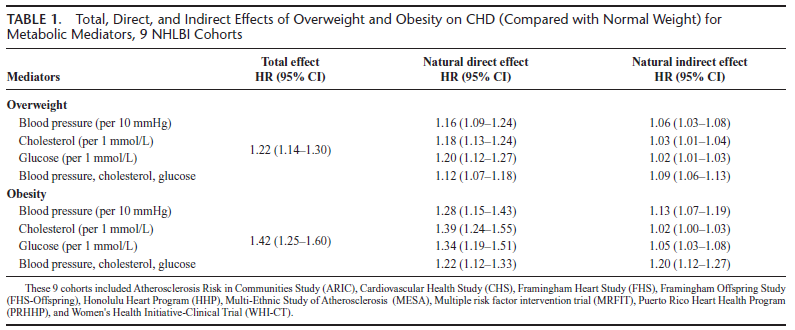 TABLE 1. Total, Direct, and Indirect Effects of Overweight and Obesity on CHD (Compared with Normal Weight) for
Metabolic Mediators, 9 NHLBI Cohorts
Mediators Total effect HR (95% CI) Natural direct effect HR (95% CI) Natural indirect effect HR (95% CI)
Overweight
Blood pressure (per 10 mmHg) 1.16 (1.09–1.24) 1.06 (1.03–1.08)
Cholesterol (per 1 mmol/L) 1.18 (1.13–1.24) 1.03 (1.01–1.04)
1.22 (1.14–1.30)
Glucose (per 1 mmol/L) 1.20 (1.12–1.27) 1.02 (1.01–1.03)
Blood pressure, cholesterol, glucose 1.12 (1.07–1.18) 1.09 (1.06–1.13)
Obesity
Blood pressure (per 10 mmHg) 1.28 (1.15–1.43) 1.13 (1.07–1.19)
Cholesterol (per 1 mmol/L) 1.39 (1.24–1.55) 1.02 (1.00–1.03)
1.42 (1.25–1.60)
Glucose (per 1 mmol/L) 1.34 (1.19–1.51) 1.05 (1.03–1.08)
Blood pressure, cholesterol, glucose 1.22 (1.12–1.33) 1.20 (1.12–1.27)
These 9 cohorts included Atherosclerosis Risk in Communities Study (ARIC), Cardiovascular Health Study (CHS), Framingham Heart Study (FHS), Framingham Offspring Study
(FHS-Offspring), Honolulu Heart Program (HHP), Multi-Ethnic Study of Atherosclerosis (MESA), Multiple risk factor intervention trial (MRFIT), Puerto Rico Heart Health Program
(PRHHP), and Women's Health Initiative-Clinical Trial (WHI-CT).